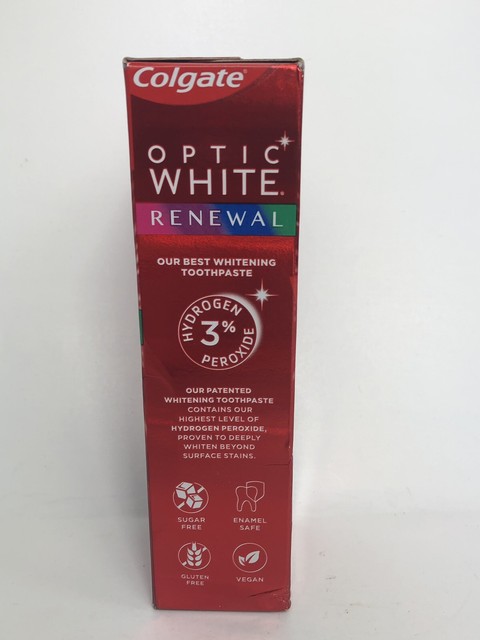 Colgate®
OPTIC
WHITE®
RENEWAL
OUR BEST WHITENING
TOOTHPASTE
HYDROGEN
3%
PEROXIDE
OUR PATENTED
WHITENING TOOTHPASTE
CONTAINS OUR
HIGHEST LEVEL OF
HYDROGEN PEROXIDE,
PROVEN TO DEEPLY
WHITEN BEYOND
SURFACE STAINS.
SUGAR
FREE
ENAMEL
SAFE
GLUTEN
FREE
VEGAN